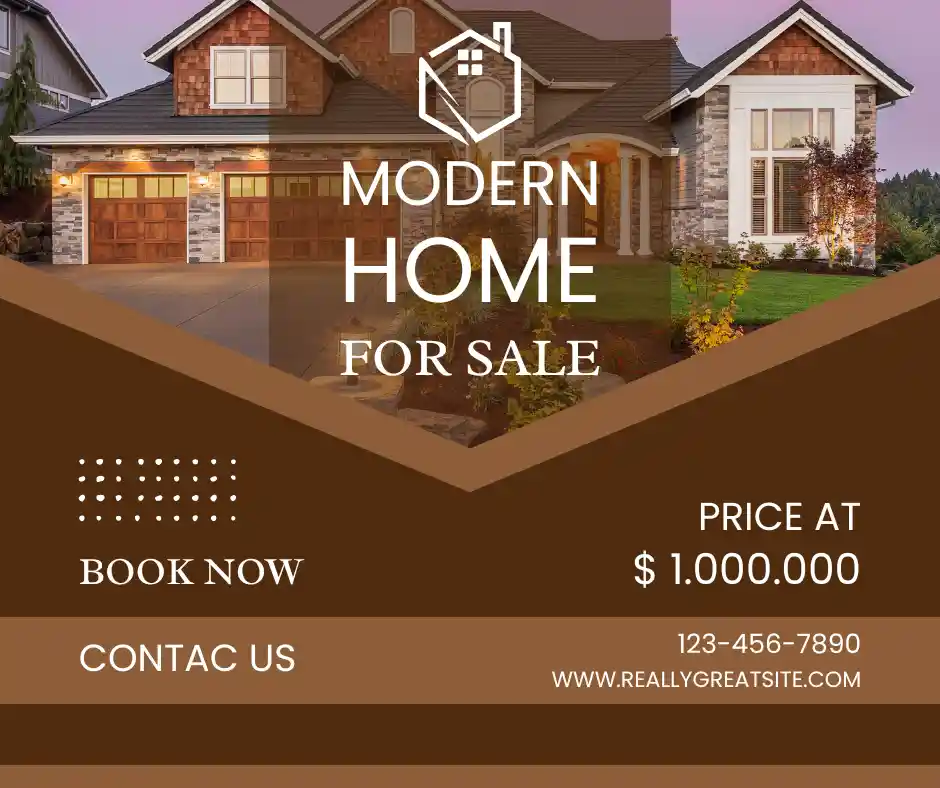 MODERN
HOME
FOR SALE
BOOK NOW
PRICE AT
$ 1.000.000
CONTAC US
123-456-7890
WWW.REALLYGREATSITE.COM